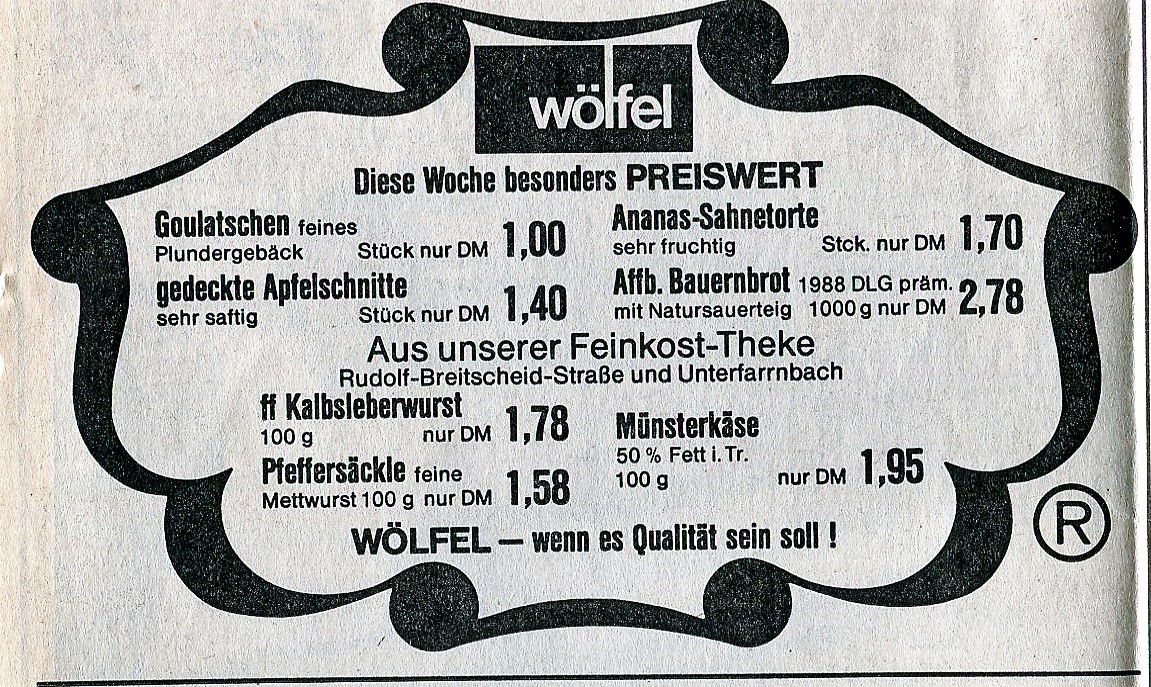 wölfel
Diese Woche besonders PREISWERT
Goulatschen feines
Plundergebäck Stück nur DM 1,00
Ananas-Sahnetorte
sehr fruchtig Stck. nur DM 1,70
gedeckte Apfelschnitte
sehr saftig Stück nur DM 1,40
Affb. Bauernbrot 1988 DLG präm.
mit Natursauerteig 1000 g nur DM 2,78
Aus unserer Feinkost-Theke
Rudolf-Breitscheid-Straße und Unterfarrnbach
ff Kalbsleberwurst
100 g nur DM 1,78
Pfeffersäckle feine
Mettwurst 100 g nur DM 1,58
Münsterkäse
50 % Fett i. Tr.
100 g nur DM 1,95
WÖLFEL — wenn es Qualität sein soll !
®